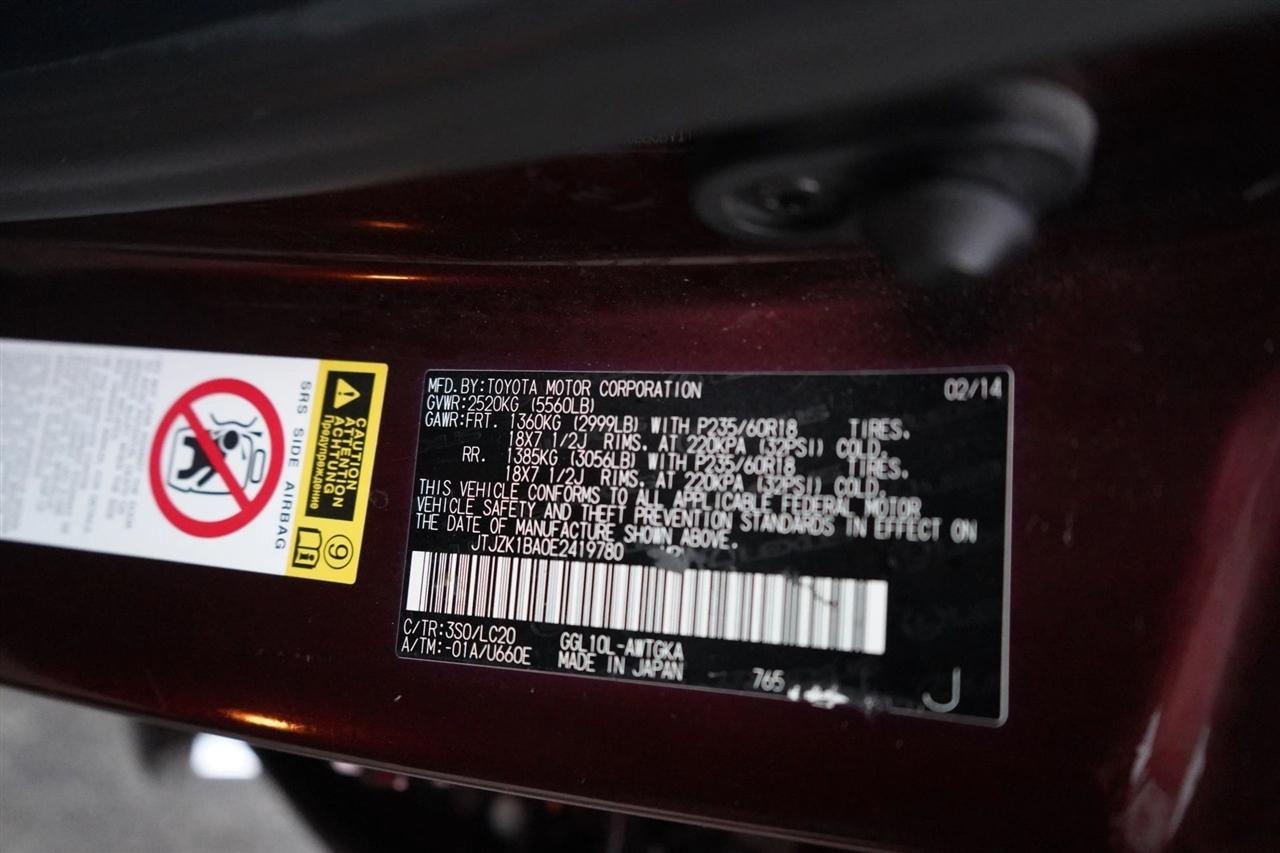 SRS SIDE AIRBAG
CAUTION
ATTENTION
ACHTUNG
Предупреждение
9
MFD.BY:TOYOTA MOTOR CORPORATION 02/14
GVWR:2520KG (5560LB)
GAWR:FRT. 1360KG (2999LB) WITH P235/60R18 TIRES.
18X7 1/2J RIMS. AT 220KPA (32PSI) COLD.
RR. 1385KG (3056LB) WITH P235/60R18 TIRES.
18X7 1/2J RIMS. AT 220KPA (32PSI) COLD.
THIS VEHICLE CONFORMS TO ALL APPLICABLE FEDERAL MOTOR
VEHICLE SAFETY AND THEFT PREVENTION STANDARDS IN EFFECT ON
THE DATE OF MANUFACTURE SHOWN ABOVE.
JTJZK1BA0E2419780
C/TR:3S0/LC20 GGL10L-AWTGKA
A/TM:-01A/U660E MADE IN JAPAN 765 J